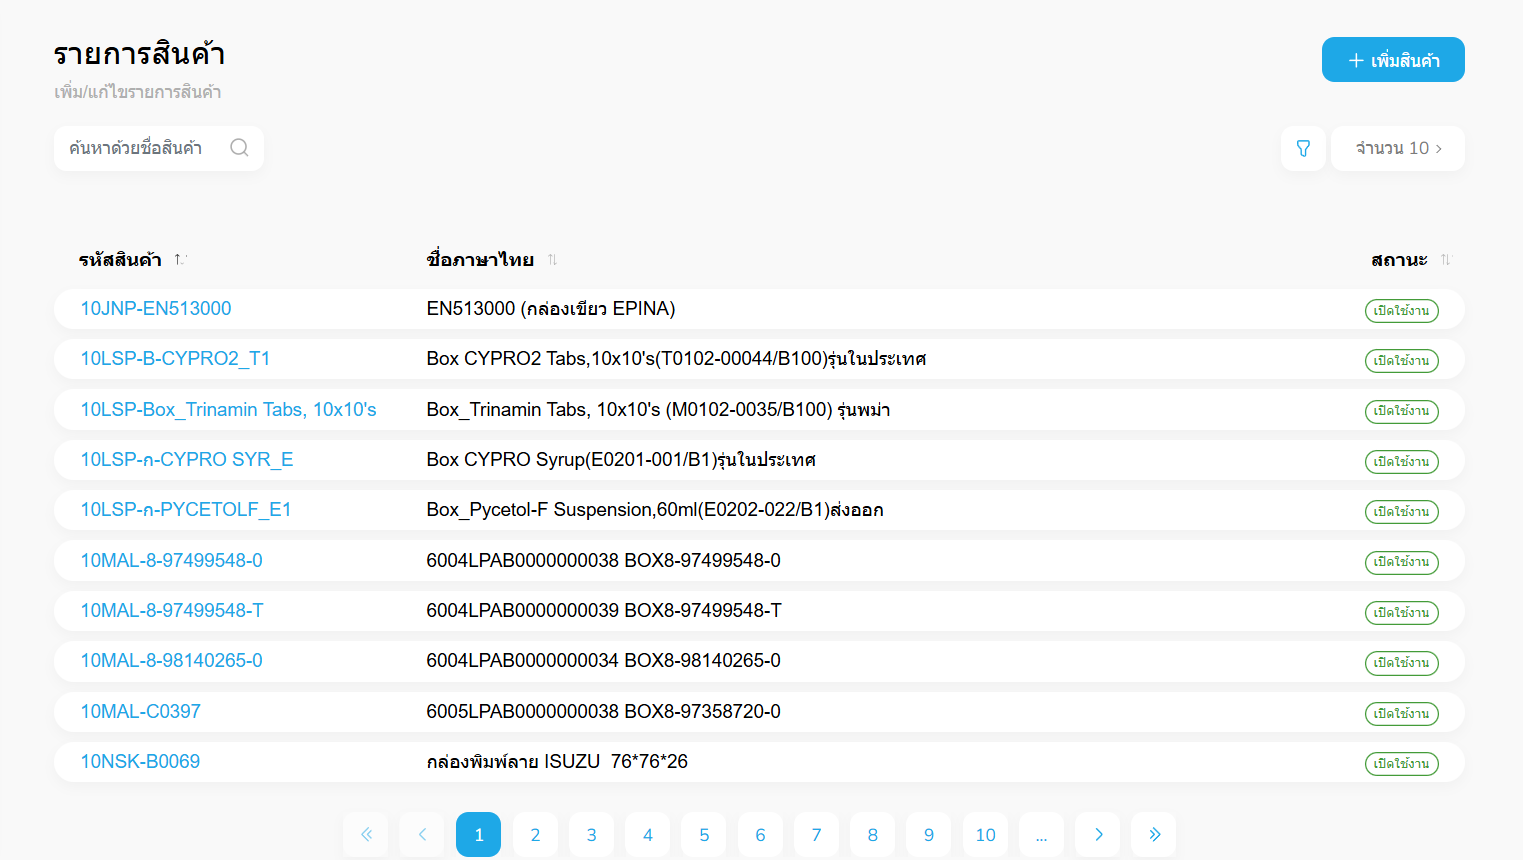 รายการสินค้า
+ เพิ่มสินค้า
เพิ่ม/แก้ไขรายการสินค้า
ค้นหาด้วยชื่อสินค้า
จำนวน 10 >
รหัสสินค้า ชื่อภาษาไทย สถานะ
10JNP-EN513000 EN513000 (กล่องเขียว EPINA) เปิดใช้งาน
10LSP-B-CYPRO2_T1 Box CYPRO2 Tabs,10x10's(T0102-00044/B100)รุ่นในประเทศ เปิดใช้งาน
10LSP-Box_Trinamin Tabs, 10x10's Box_Trinamin Tabs, 10x10's (M0102-0035/B100) รุ่นพม่า เปิดใช้งาน
10LSP-ก-CYPRO SYR_E Box CYPRO Syrup(E0201-001/B1)รุ่นในประเทศ เปิดใช้งาน
10LSP-ก-PYCETOLF_E1 Box_Pycetol-F Suspension,60ml(E0202-022/B1)ส่งออก เปิดใช้งาน
10MAL-8-97499548-0 6004LPAB0000000038 BOX8-97499548-0 เปิดใช้งาน
10MAL-8-97499548-T 6004LPAB0000000039 BOX8-97499548-T เปิดใช้งาน
10MAL-8-98140265-0 6004LPAB0000000034 BOX8-98140265-0 เปิดใช้งาน
10MAL-C0397 6005LPAB0000000038 BOX8-97358720-0 เปิดใช้งาน
10NSK-B0069 กล่องพิมพ์ลาย ISUZU  76*76*26 เปิดใช้งาน
« < 1 2 3 4 5 6 7 8 9 10 ... > »